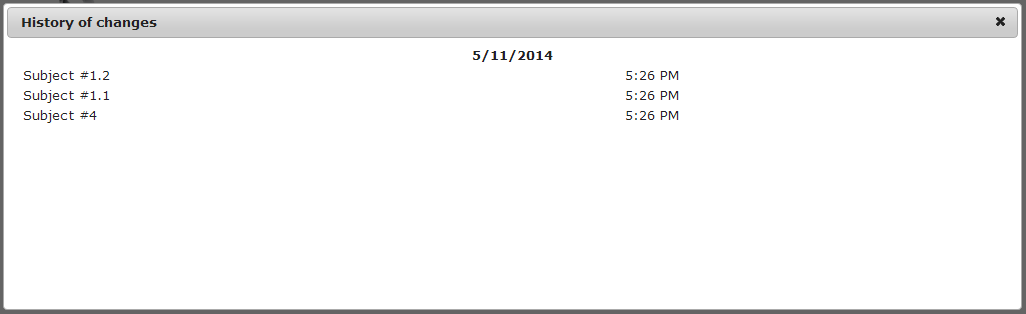 History of changes
5/11/2014
Subject #1.2 5:26 PM
Subject #1.1 5:26 PM
Subject #4 5:26 PM